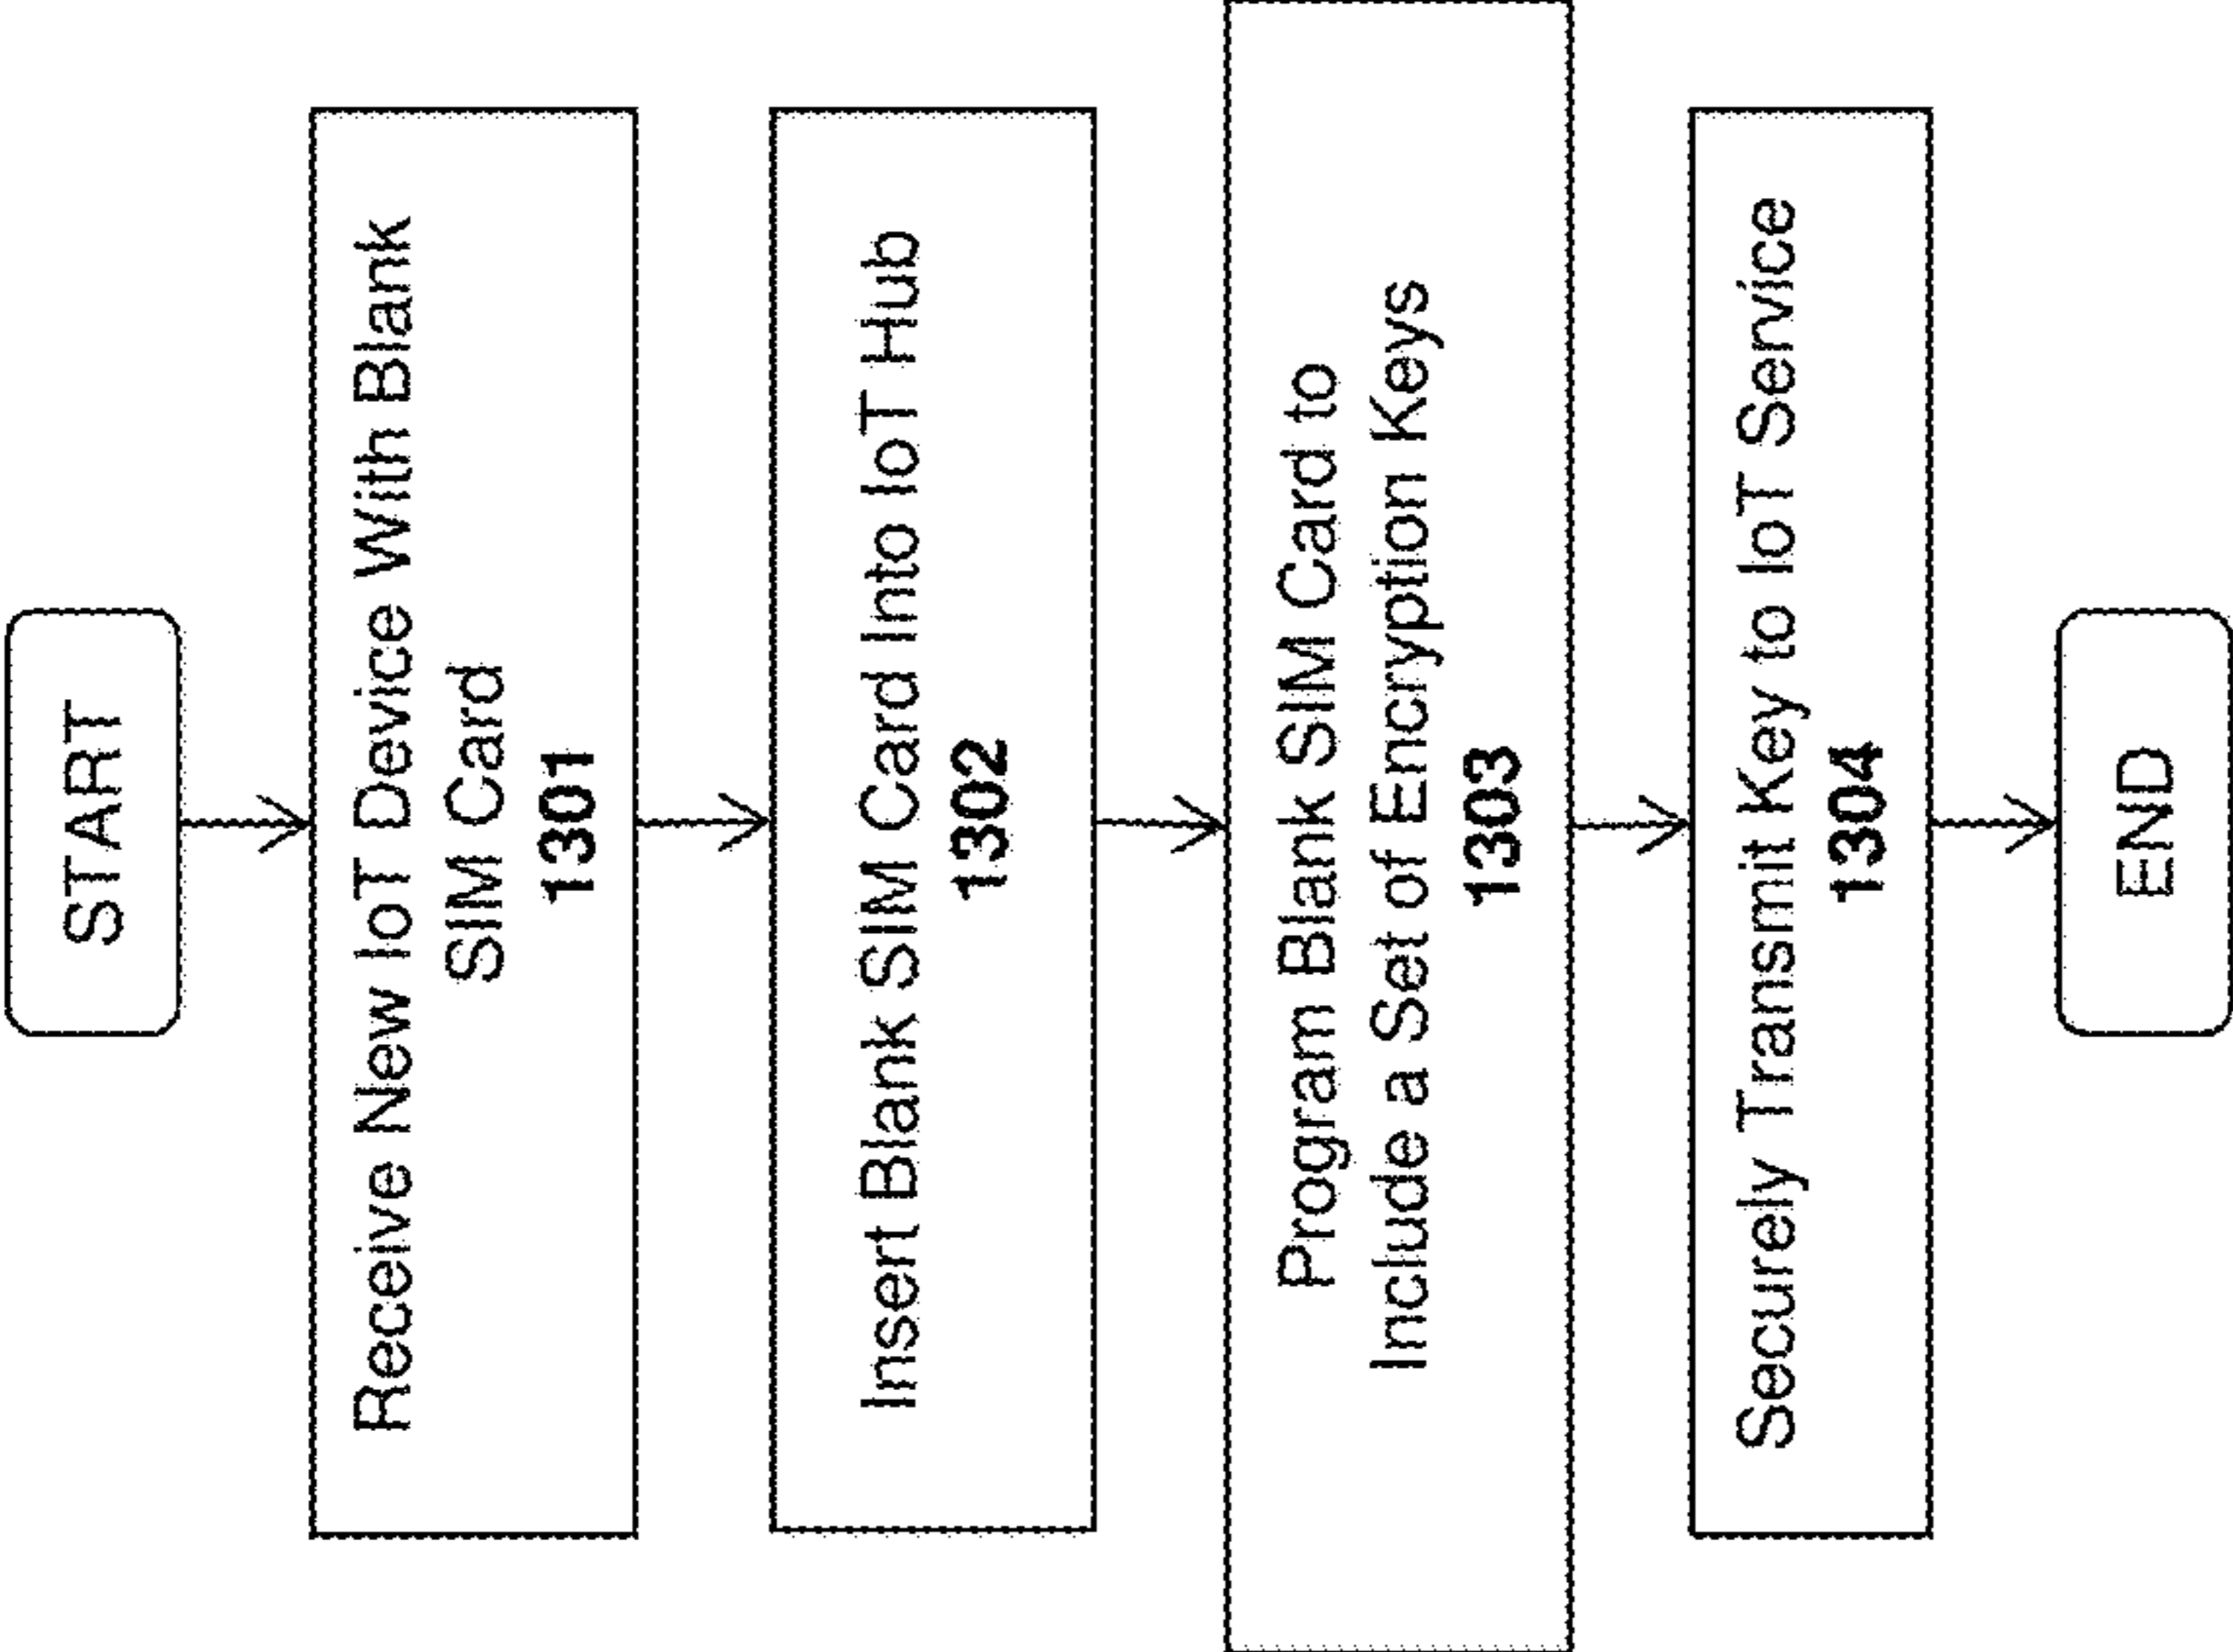 START
Receive New IoT Device With Blank
SIM Card
1301
Insert Blank SIM Card Into IoT Hub
1302
Program Blank SIM Card to
Include a Set of Encryption Keys
1303
Securely Transmit Key to IoT Service
1304
END